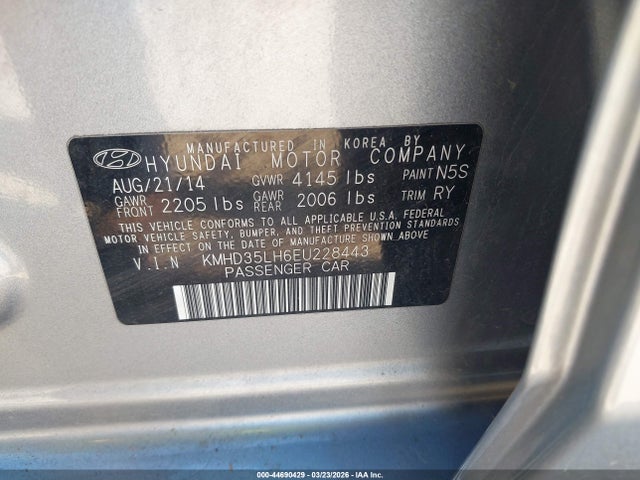 MANUFACTURED IN KOREA BY
HYUNDAI MOTOR COMPANY
AUG/21/14 GVWR 4145 lbs PAINT N5S
GAWR FRONT 2205 lbs GAWR REAR 2006 lbs TRIM RY
THIS VEHICLE CONFORMS TO ALL APPLICABLE U.S.A. FEDERAL
MOTOR VEHICLE SAFETY, BUMPER, AND THEFT PREVENTION STANDARDS
IN EFFECT ON THE DATE OF MANUFACTURE SHOWN ABOVE.
V.I.N KMHD35LH6EU228443
PASSENGER CAR
000-44690429 - 03/23/2026 - IAA Inc.